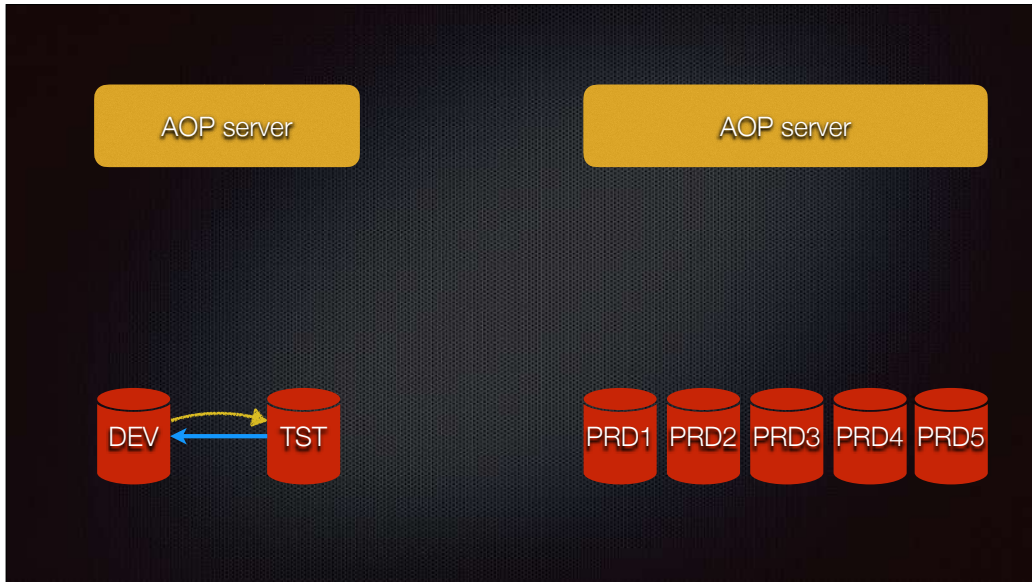 AOP server
AOP server
DEV
TST
PRD1
PRD2
PRD3
PRD4
PRD5